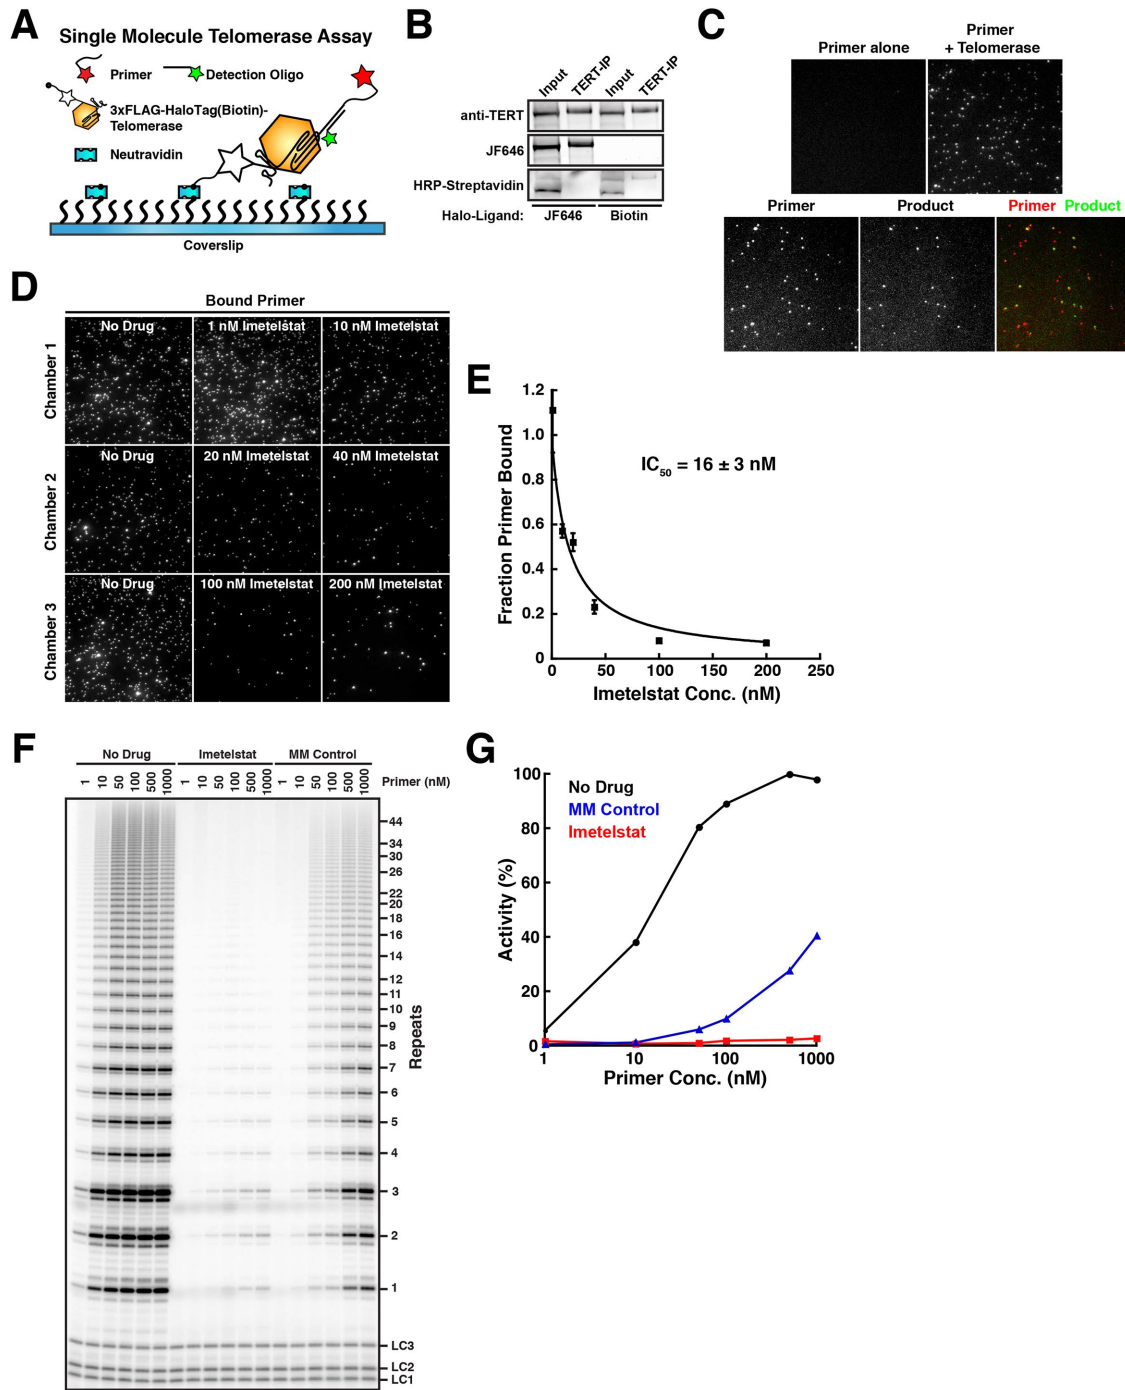 A
Single Molecule Telomerase Assay
Primer
Detection Oligo
3xFLAG-HaloTag(Biotin)-
Telomerase
Neutravidin
Coverslip
B
Input
TERT-IP
Input
TERT-IP
anti-TERT
JF646
HRP-Streptavidin
Halo-Ligand:
JF646
Biotin
C
Primer alone
Primer
+ Telomerase
Primer
Product
Primer Product
D
Bound Primer
Chamber 1
No Drug
1 nM Imetelstat
10 nM Imetelstat
Chamber 2
No Drug
20 nM Imetelstat
40 nM Imetelstat
Chamber 3
No Drug
100 nM Imetelstat
200 nM Imetelstat
E
Fraction Primer Bound
1.2
1.0
0.8
0.6
0.4
0.2
0
IC50 = 16 ± 3 nM
0 50 100 150 200 250
Imetelstat Conc. (nM)
F
No Drug
Imetelstat
MM Control
1 10 50 100 500 1000
1 10 50 100 500 1000
1 10 50 100 500 1000
Primer (nM)
44
34
30
26
22
20
18
16
14
12
11
10
9
8
7
6
5
4
3
2
1
LC3
LC2
LC1
Repeats
G
Activity (%)
100
80
60
40
20
0
No Drug
MM Control
Imetelstat
1 10 100 1000
Primer Conc. (nM)